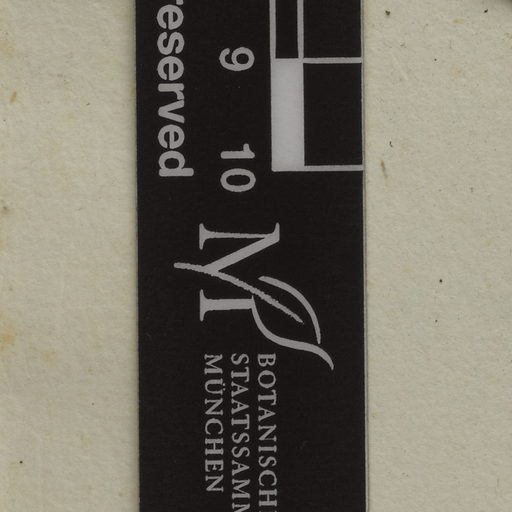 reserved
9 10
M
BOTANISCH
STAATSSAMM
MÜNCHEN